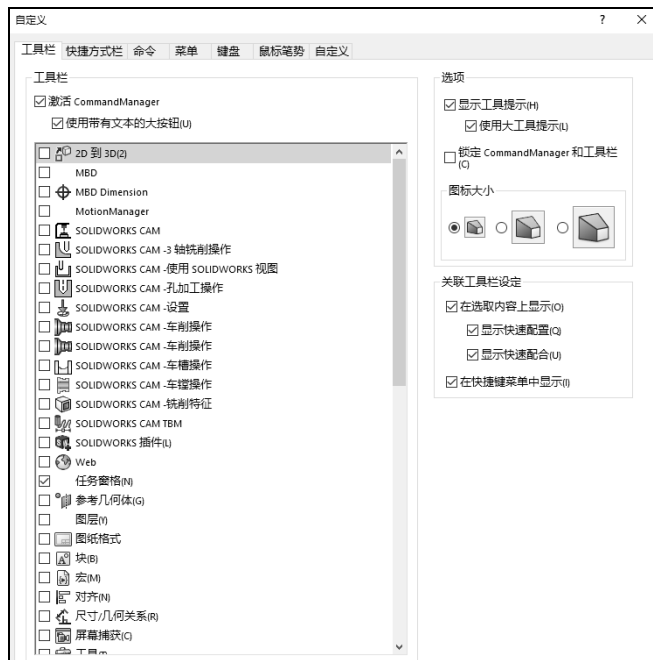 自定义
? ×
工具栏 快捷方式栏 命令 菜单 键盘 鼠标笔势 自定义
工具栏
激活 CommandManager
使用带有文本的大按钮(U)
2D 到 3D(2)
MBD
MBD Dimension
MotionManager
SOLIDWORKS CAM
SOLIDWORKS CAM -3 轴铣削操作
SOLIDWORKS CAM -使用 SOLIDWORKS 视图
SOLIDWORKS CAM -孔加工操作
SOLIDWORKS CAM -设置
SOLIDWORKS CAM -车削操作
SOLIDWORKS CAM -车削操作
SOLIDWORKS CAM -车槽操作
SOLIDWORKS CAM -车镗操作
SOLIDWORKS CAM -铣削特征
SOLIDWORKS CAM TBM
SOLIDWORKS 插件(L)
Web
任务窗格(N)
参考几何体(G)
图层(Y)
图纸格式
块(B)
宏(M)
对齐(N)
尺寸/几何关系(R)
屏幕捕获(C)
选项
显示工具提示(H)
使用大工具提示(L)
锁定 CommandManager 和工具栏
(C)
图标大小
关联工具栏设定
在选取内容上显示(O)
显示快速配置(Q)
显示快速配合(U)
在快捷键菜单中显示(I)